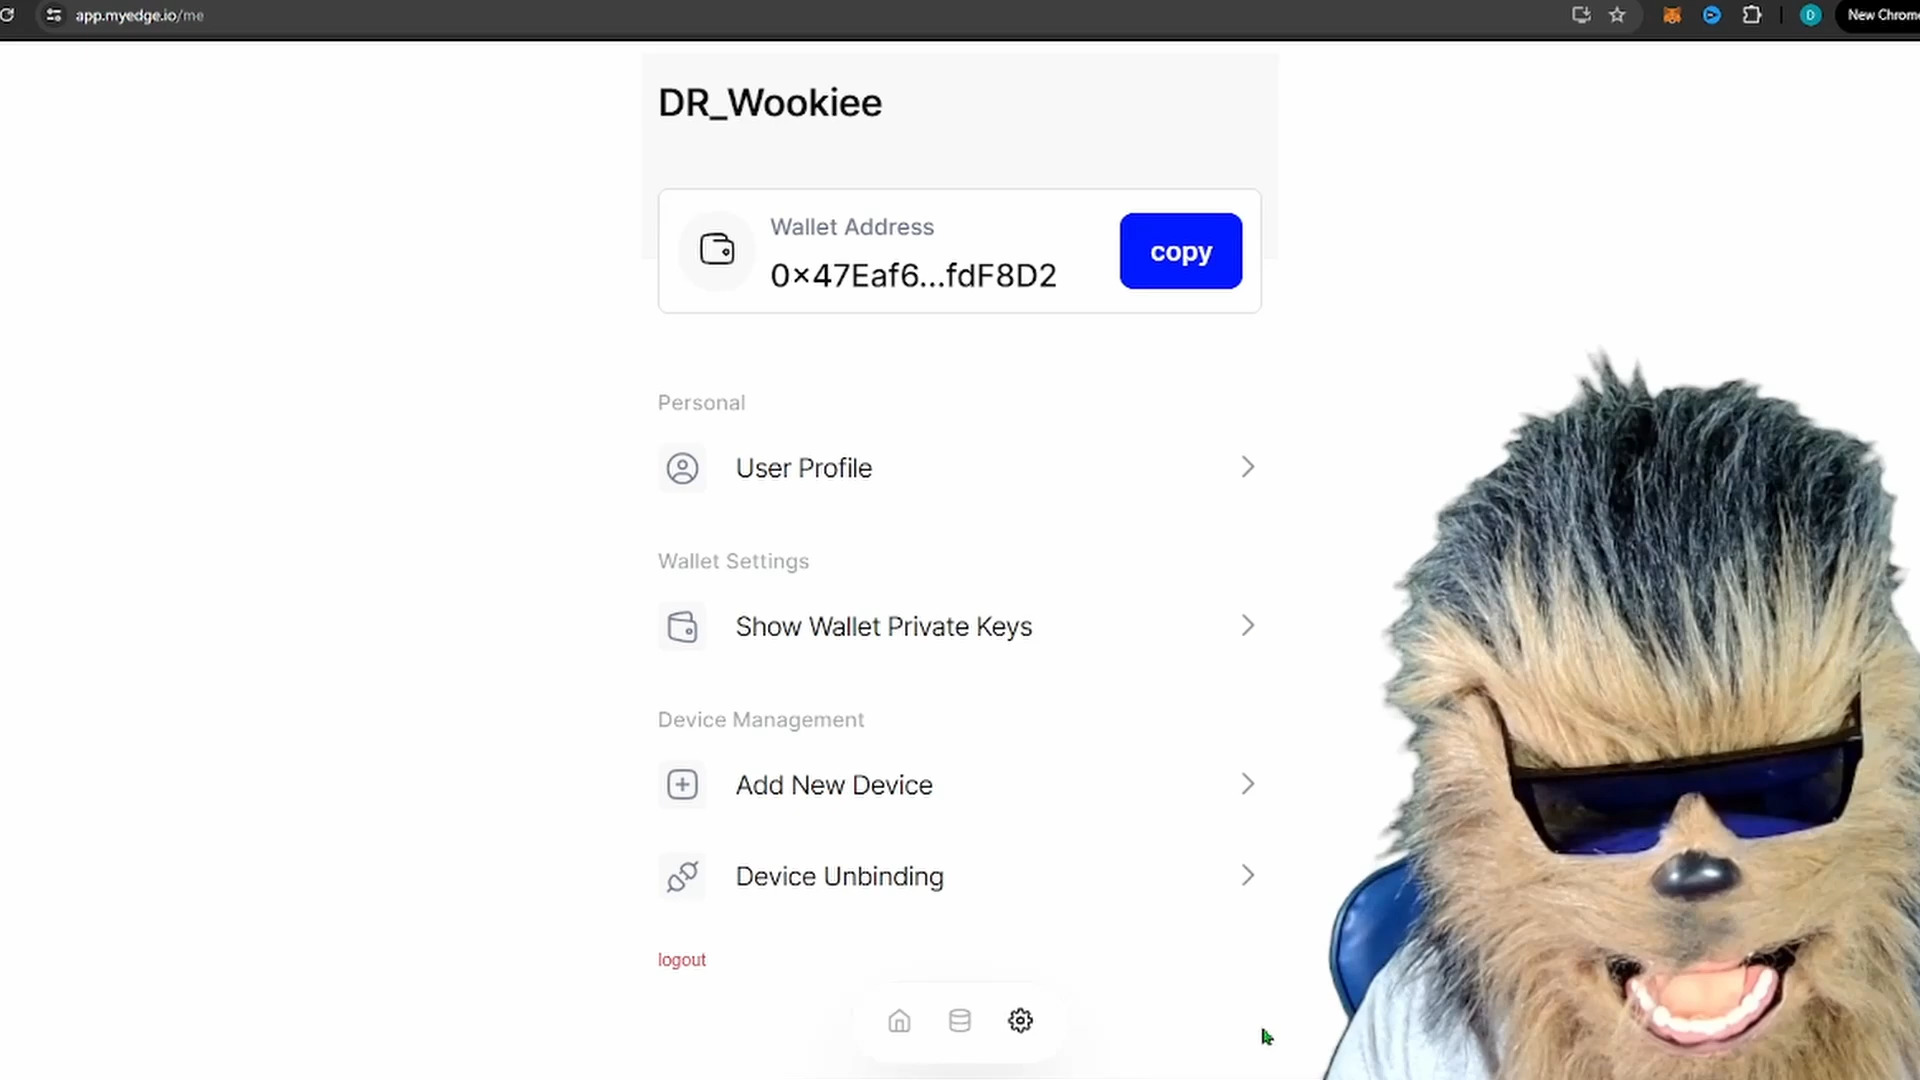 app.myedge.io/me
D
New Chrome
DR_Wookiee
Wallet Address
0×47Eaf6...fdF8D2
copy
Personal
User Profile
Wallet Settings
Show Wallet Private Keys
Device Management
Add New Device
Device Unbinding
logout